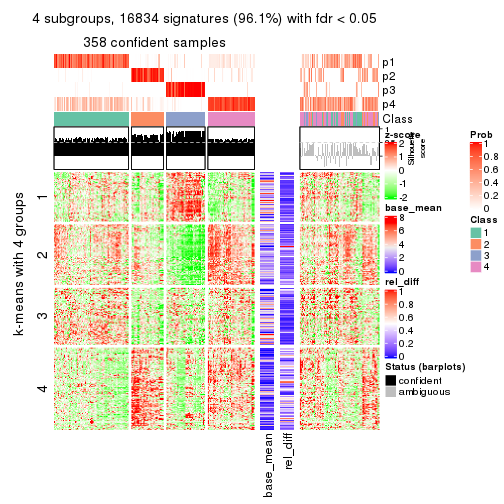 4 subgroups, 16834 signatures (96.1%) with fdr < 0.05
358 confident samples
p1
p2
p3
p4
Class
1
Silhouette
score
k-means with 4 groups
1
2
3
4
base_mean
rel_diff
z-score
2
1
0
-1
-2
base_mean
8
6
4
2
0
rel_diff
1
0.8
0.6
0.4
0.2
0
Status (barplots)
confident
ambiguous
Prob
1
0.8
0.6
0.4
0.2
0
Class
1
2
3
4